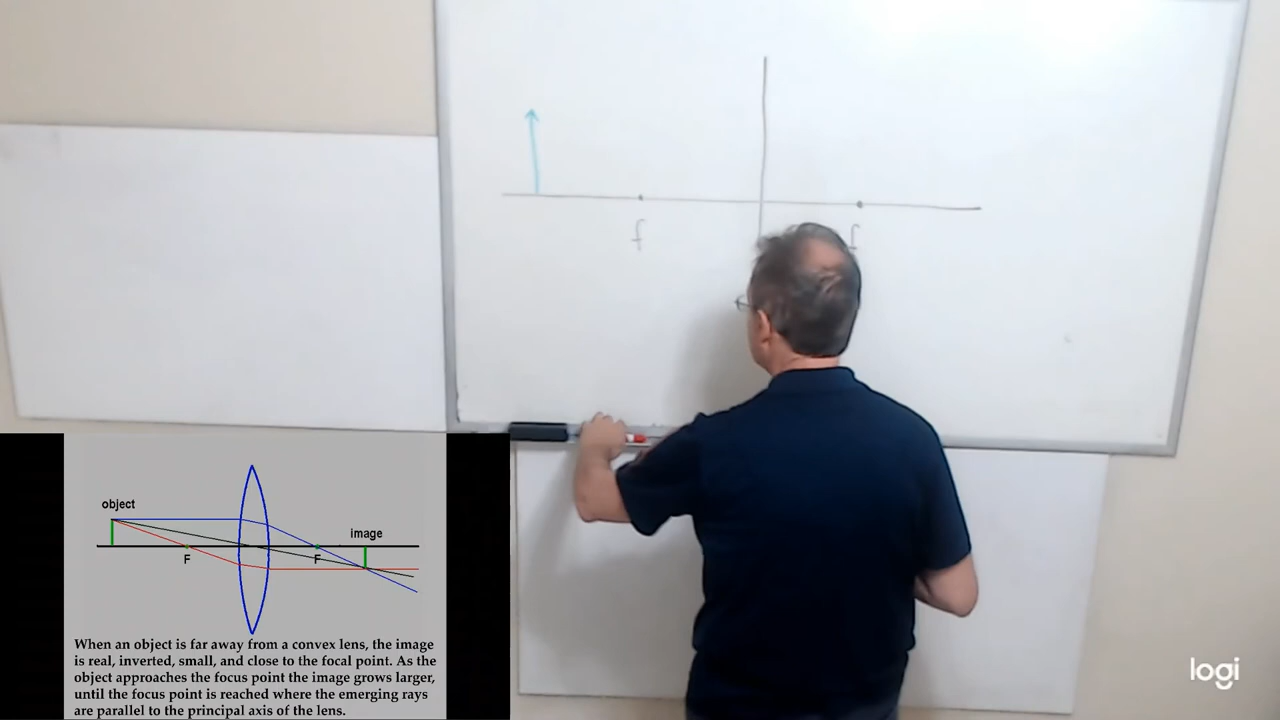 f
f
object
image
F
F
When an object is far away from a convex lens, the image
is real, inverted, small, and close to the focal point. As the
object approaches the focus point the image grows larger,
until the focus point is reached where the emerging rays
are parallel to the principal axis of the lens.
logi